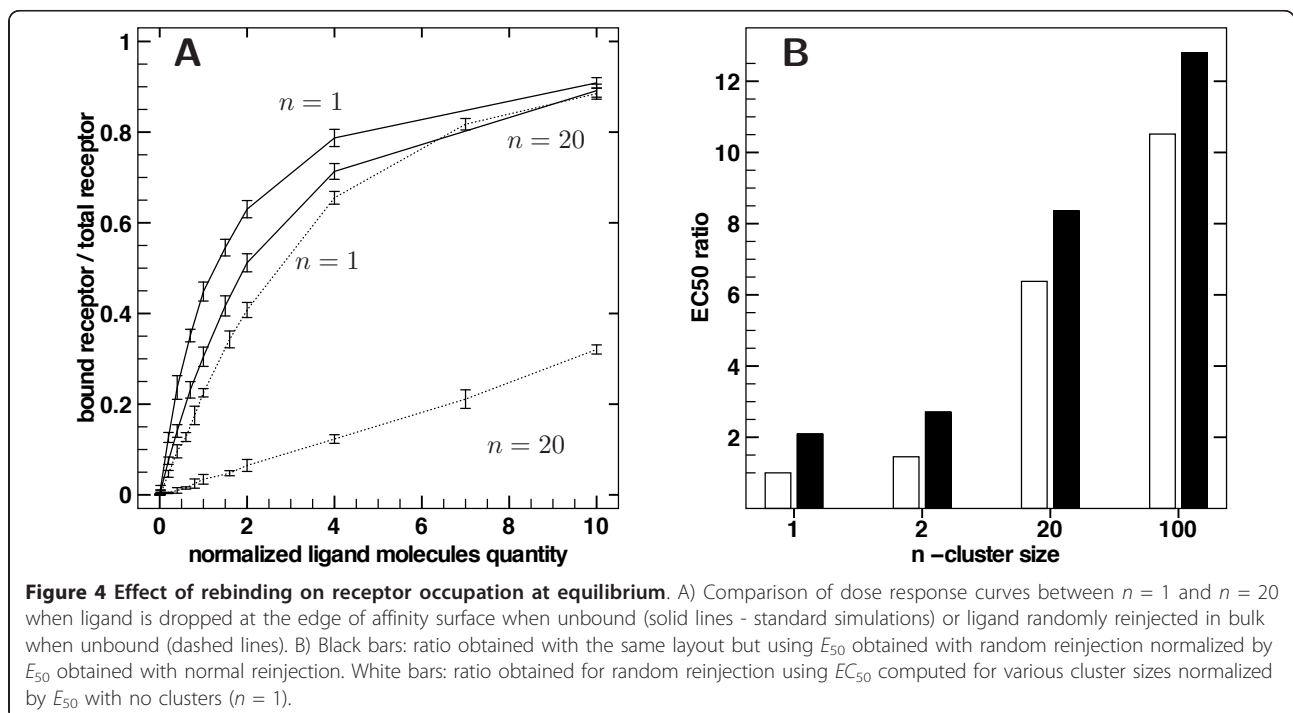 A
1
0.8
0.6
0.4
0.2
0
bound receptor / total receptor
n = 1
n = 20
n = 1
n = 20
0
2
4
6
8
10
normalized ligand molecules quantity
B
12
10
8
6
4
2
EC50 ratio
1
2
20
100
n -cluster size
Figure 4 Effect of rebinding on receptor occupation at equilibrium. A) Comparison of dose response curves between n = 1 and n = 20
when ligand is dropped at the edge of affinity surface when unbound (solid lines - standard simulations) or ligand randomly reinjected in bulk
when unbound (dashed lines). B) Black bars: ratio obtained with the same layout but using E50 obtained with random reinjection normalized by
E50 obtained with normal reinjection. White bars: ratio obtained for random reinjection using EC50 computed for various cluster sizes normalized
by E50 with no clusters (n = 1).